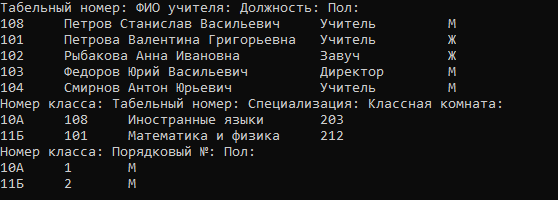 Табельный номер: ФИО учителя: Должность: Пол:
108 Петров Станислав Васильевич Учитель М
101 Петрова Валентина Григорьевна Учитель Ж
102 Рыбакова Анна Ивановна Завуч Ж
103 Федоров Юрий Васильевич Директор М
104 Смирнов Антон Юрьевич Учитель М
Номер класса: Табельный номер: Специализация: Классная комната:
10А 108 Иностранные языки 203
11Б 101 Математика и физика 212
Номер класса: Порядковый №: Пол:
10А 1 М
11Б 2 М